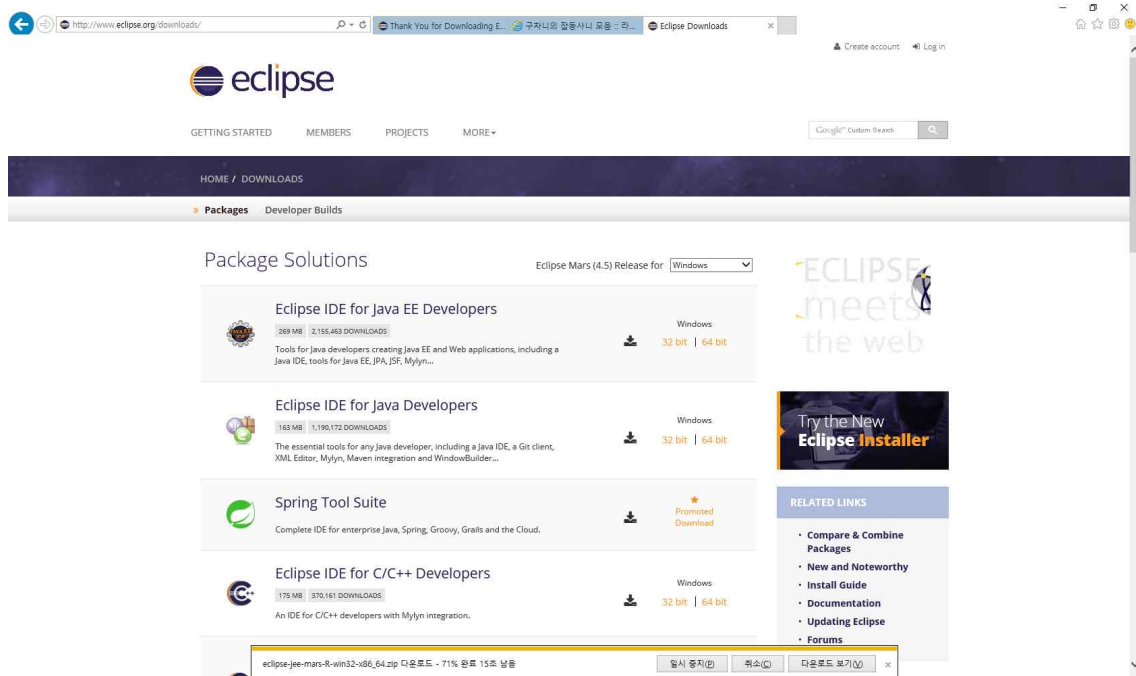 http://www.eclipse.org/downloads/
Thank You for Downloading E...
구차니의 잡동사니 모음 :: 라...
Eclipse Downloads
Create account
Log in
eclipse
GETTING STARTED
MEMBERS
PROJECTS
MORE
Google™ Custom Search
HOME / DOWNLOADS
» Packages
Developer Builds
Package Solutions
Eclipse Mars (4.5) Release for
Windows
Eclipse IDE for Java EE Developers
269 MB 2,155,463 DOWNLOADS
Tools for Java developers creating Java EE and Web applications, including a
Java IDE, tools for Java EE, JPA, JSF, Mylyn...
Windows
32 bit | 64 bit
Eclipse IDE for Java Developers
163 MB 1,190,172 DOWNLOADS
The essential tools for any Java developer, including a Java IDE, a Git client,
XML Editor, Mylyn, Maven integration and WindowBuilder...
Windows
32 bit | 64 bit
Spring Tool Suite
Complete IDE for enterprise Java, Spring, Groovy, Grails and the Cloud.
Promoted
Download
Eclipse IDE for C/C++ Developers
175 MB 370,161 DOWNLOADS
An IDE for C/C++ developers with Mylyn integration.
Windows
32 bit | 64 bit
ECLIPSE
meets
the web
Try the New
Eclipse Installer
RELATED LINKS
Compare & Combine
Packages
New and Noteworthy
Install Guide
Documentation
Updating Eclipse
Forums
eclipse-jee-mars-R-win32-x86_64.zip 다운로드 - 71% 완료 15초 남음
일시 중지(P)
취소(C)
다운로드 보기(V)